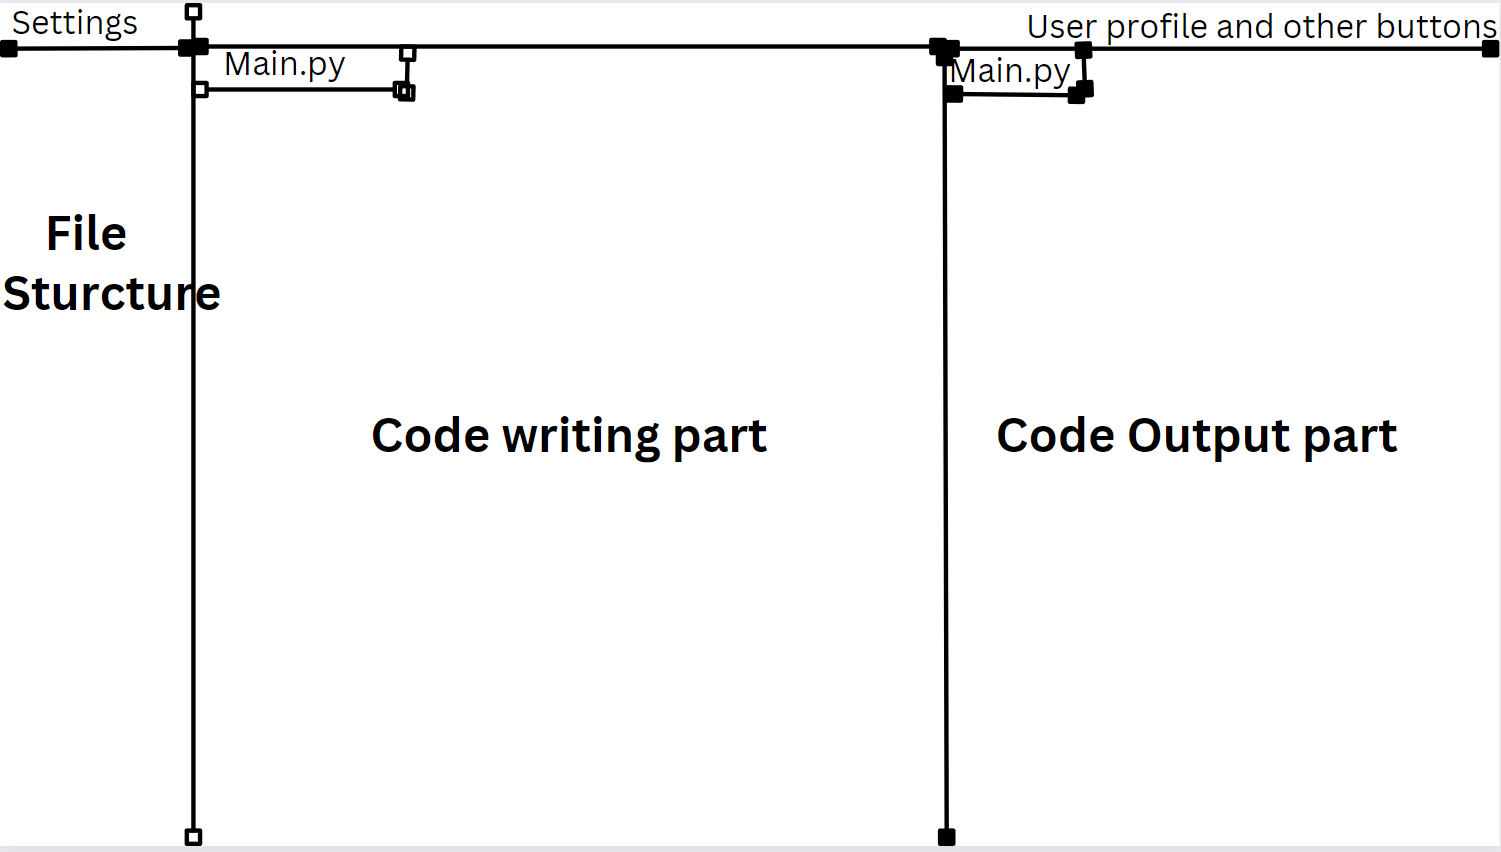 Settings
User profile and other buttons
Main.py
Main.py
File
Sturcture
Code writing part
Code Output part